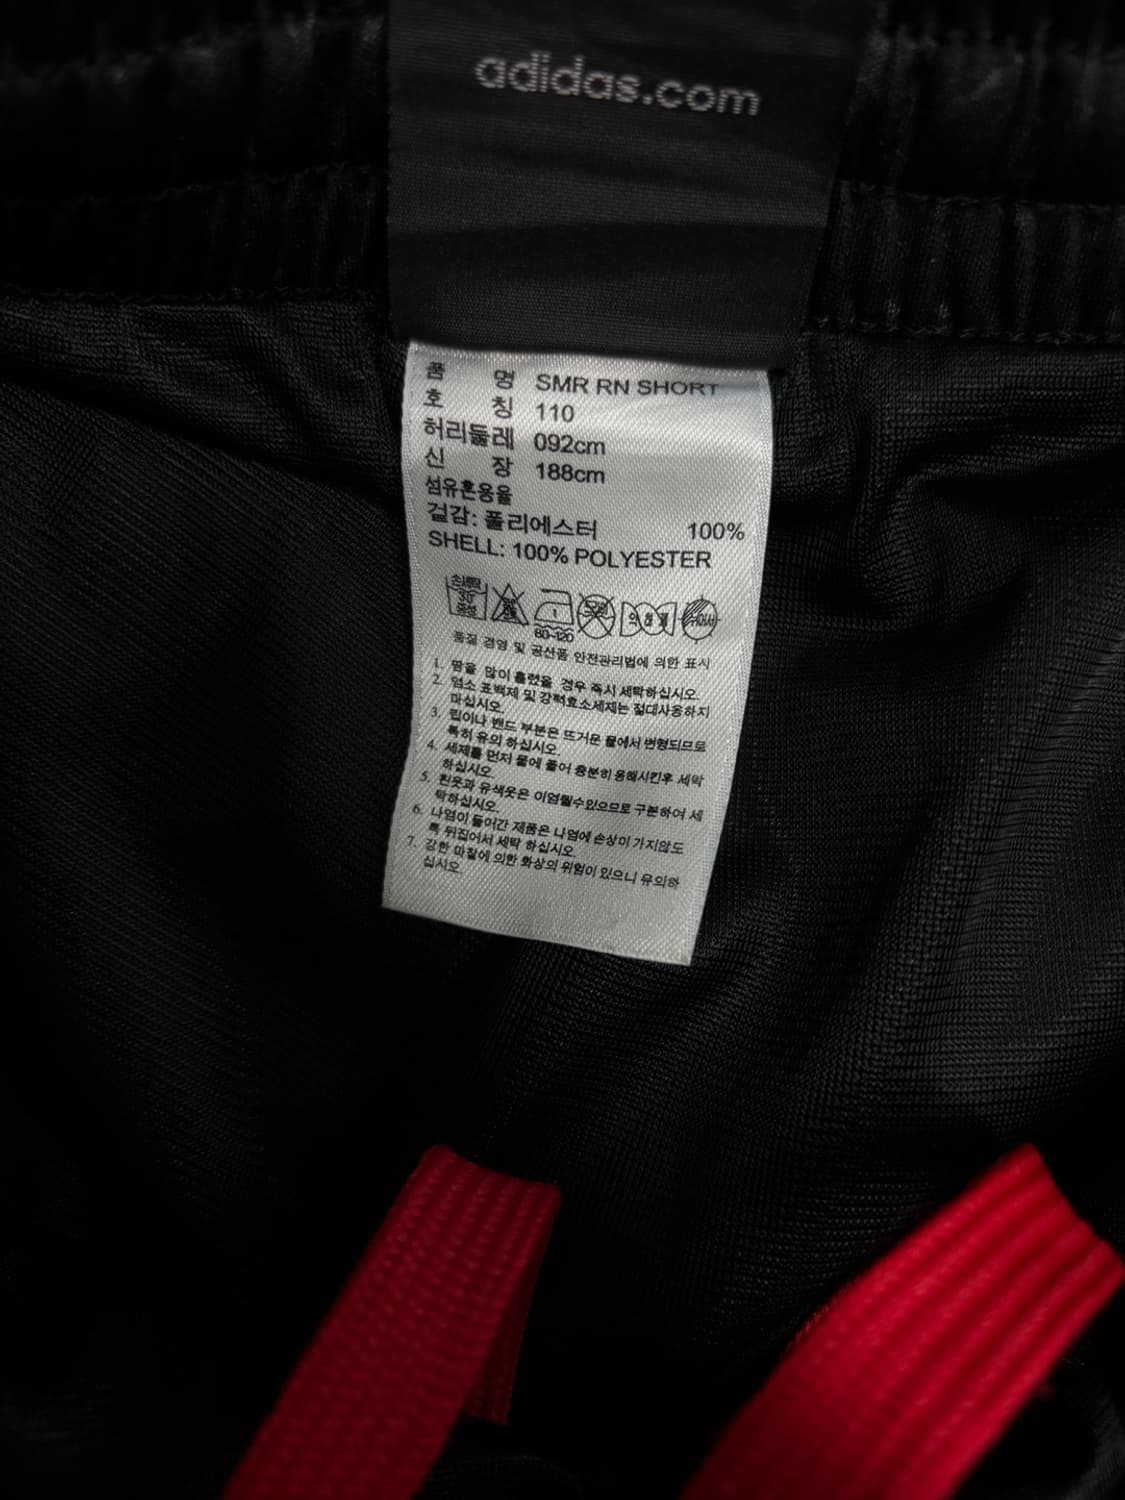 adidas.com
품 명 SMR RN SHORT
호 칭 110
허리둘레 092cm
신 장 188cm
섬유혼용율
겉감: 폴리에스터 100%
SHELL: 100% POLYESTER
손세탁
30
중성
1
80~120
의 류
HOW
품질 경영 및 공산품 안전관리법에 의한 표시
1. 땀을 많이 흘렸을 경우 즉시 세탁하십시오.
2. 염소 표백제 및 강력효소세제는 절대사용하지
마십시오.
3. 립이나 밴드 부분은 뜨거운 물에서 변형되므로
특히 유의 하십시오.
4. 세제를 먼저 물에 풀어 충분히 용해시킨후 세탁
하십시오.
5. 흰옷과 유색옷은 이염될수있으므로 구분하여 세
탁하십시오.
6. 나염이 들어간 제품은 나염에 손상이 가지않도
록 뒤집어서 세탁 하십시오.
7. 강한 마찰에 의한 화상의 위험이 있으니 유의하
십시오.